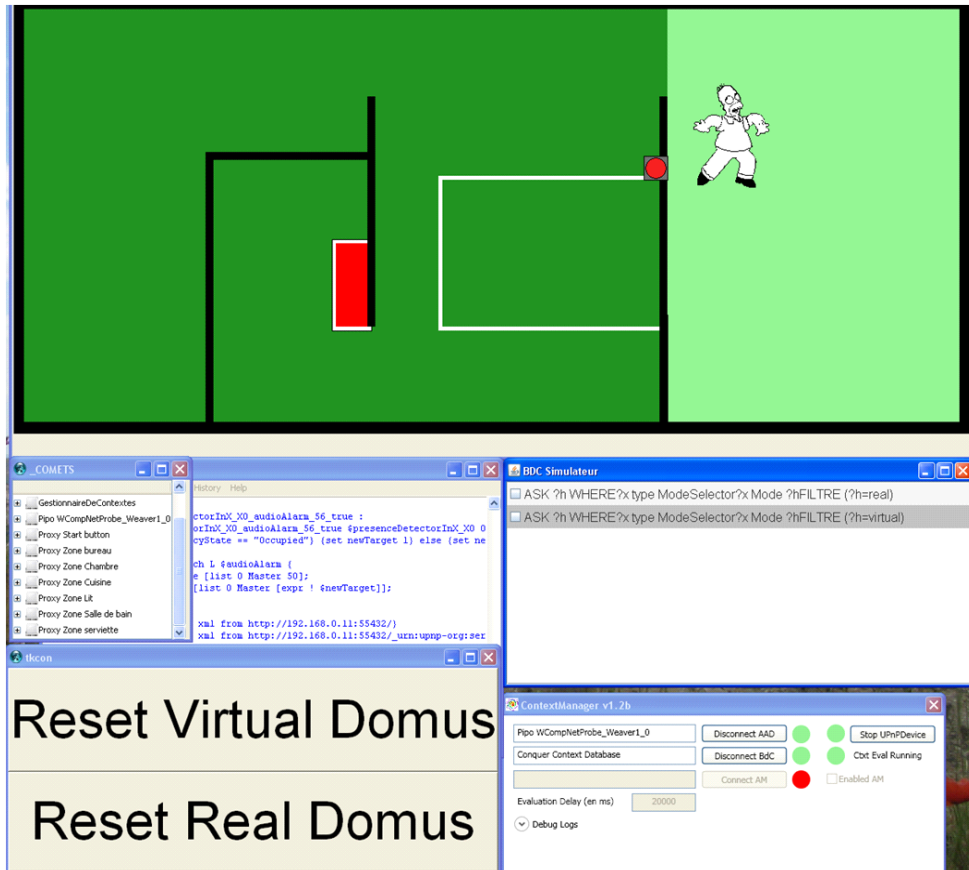 _COMETS
GestionnaireDeContextes
Pipo WCompNetProbe_Weaver1_0
Proxy Start button
Proxy Zone bureau
Proxy Zone Chambre
Proxy Zone Cuisine
Proxy Zone Lit
Proxy Zone Salle de bain
Proxy Zone serviette
History Help
ctorInX_X0_audioAlarm_56_true :
orInX_X0_audioAlarm_56_true $presenceDetectorInX_X0 0
cyState == "Occupied"} {set newTarget 1} else {set ne
ch L $audioAlarm {
e [list 0 Master 50];
[list 0 Master [expr ! $newTarget]];
xml from http://192.168.0.11:55432/}
xml from http://192.168.0.11:55432/_urn:upnp-org:ser
BDC Simulateur
ASK ?h WHERE?x type ModeSelector?x Mode ?hFILTRE (?h=real)
ASK ?h WHERE?x type ModeSelector?x Mode ?hFILTRE (?h=virtual)
tkcon
Reset Virtual Domus
Reset Real Domus
ContextManager v1.2b
Pipo WCompNetProbe_Weaver1_0 Disconnect AAD Stop UPnPDevice
Conquer Context Database Disconnect BdC Ctxt Eval Running
Connect AM Enabled AM
Evaluation Delay (en ms) 20000
Debug Logs